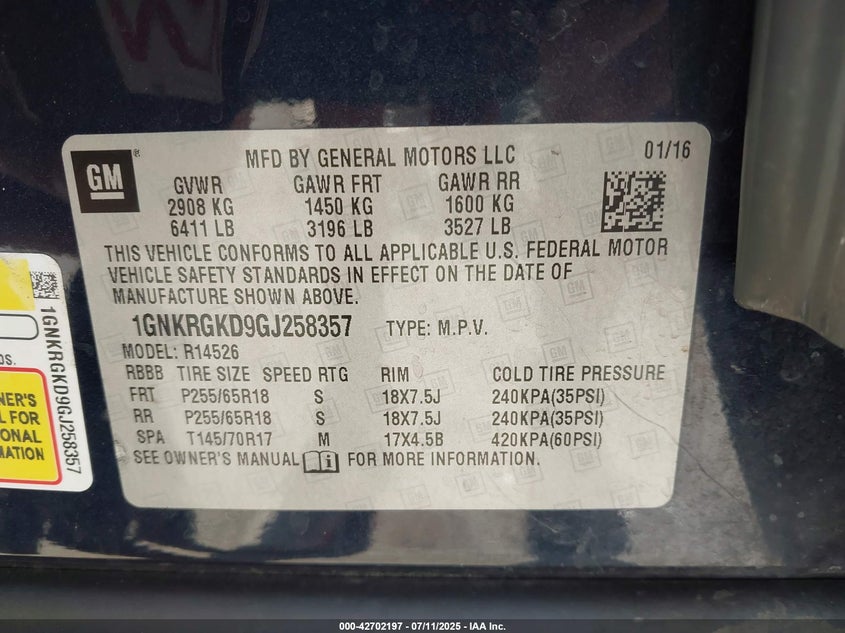 GM
MFD BY GENERAL MOTORS LLC 01/16
GVWR GAWR FRT GAWR RR
2908 KG 1450 KG 1600 KG
6411 LB 3196 LB 3527 LB
THIS VEHICLE CONFORMS TO ALL APPLICABLE U.S. FEDERAL MOTOR
VEHICLE SAFETY STANDARDS IN EFFECT ON THE DATE OF
MANUFACTURE SHOWN ABOVE.
1GNKRGKD9GJ258357 TYPE: M.P.V.
MODEL: R14526
RBBB TIRE SIZE SPEED RTG RIM COLD TIRE PRESSURE
FRT P255/65R18 S 18X7.5J 240KPA(35PSI)
RR P255/65R18 S 18X7.5J 240KPA(35PSI)
SPA T145/70R17 M 17X4.5B 420KPA(60PSI)
SEE OWNER'S MANUAL FOR MORE INFORMATION.
1GNKRGKD9GJ258357
NER'S
L FOR
IONAL
ATION
000-42702197 - 07/11/2025 - IAA Inc.